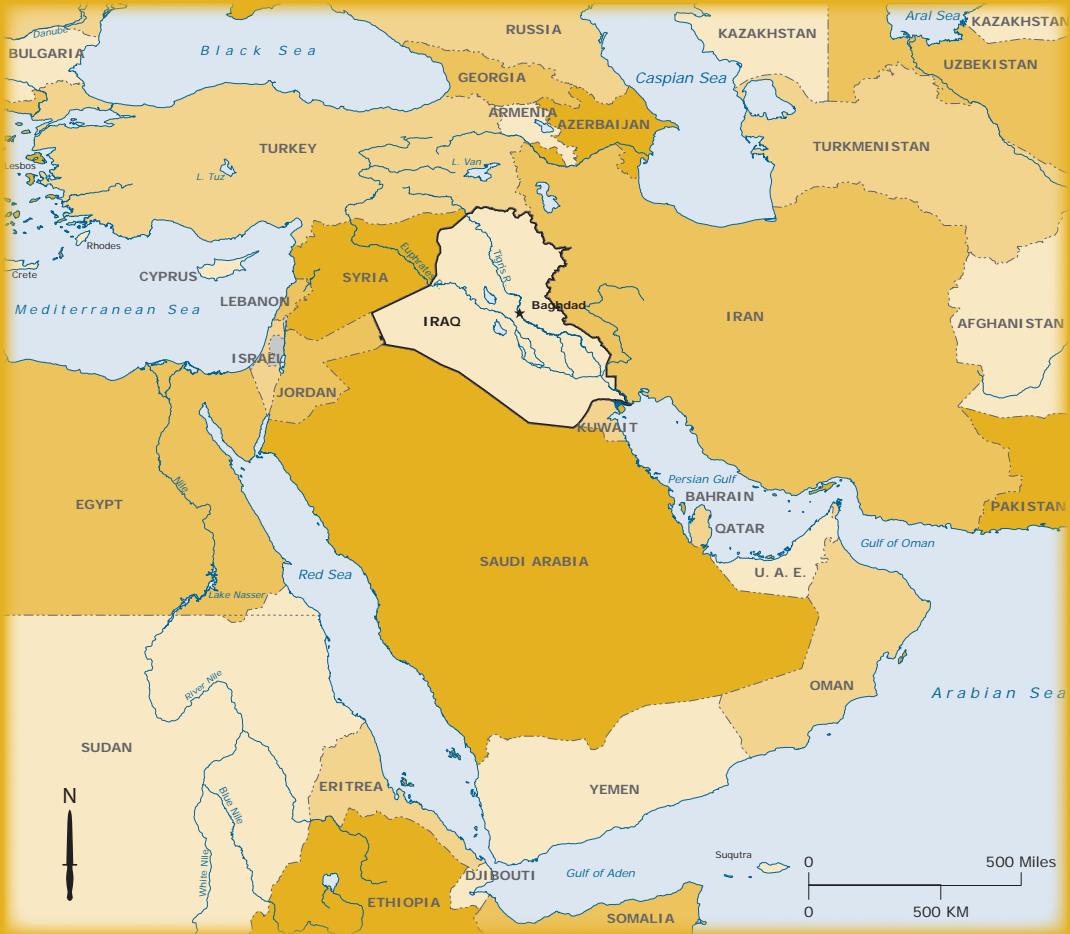 Danube
BULGARIA
Black Sea
RUSSIA
KAZAKHSTAN
Aral Sea
KAZAKHSTAN
UZBEKISTAN
GEORGIA
Caspian Sea
ARMENIA
AZERBAIJAN
TURKEY
TURKMENISTAN
Lesbos
L. Tuz
L. Van
Rhodes
Crete
CYPRUS
Mediterranean Sea
LEBANON
SYRIA
Euphrates R.
Tigris R.
Baghdad
IRAQ
IRAN
AFGHANISTAN
ISRAEL
JORDAN
KUWAIT
Persian Gulf
BAHRAIN
QATAR
PAKISTAN
EGYPT
Nile
Gulf of Oman
SAUDI ARABIA
U. A. E.
Red Sea
Lake Nasser
River Nile
OMAN
Arabian Sea
SUDAN
ERITREA
YEMEN
N
Blue Nile
White Nile
DJIBOUTI
Gulf of Aden
Suqutra
ETHIOPIA
SOMALIA
0
500 Miles
0
500 KM